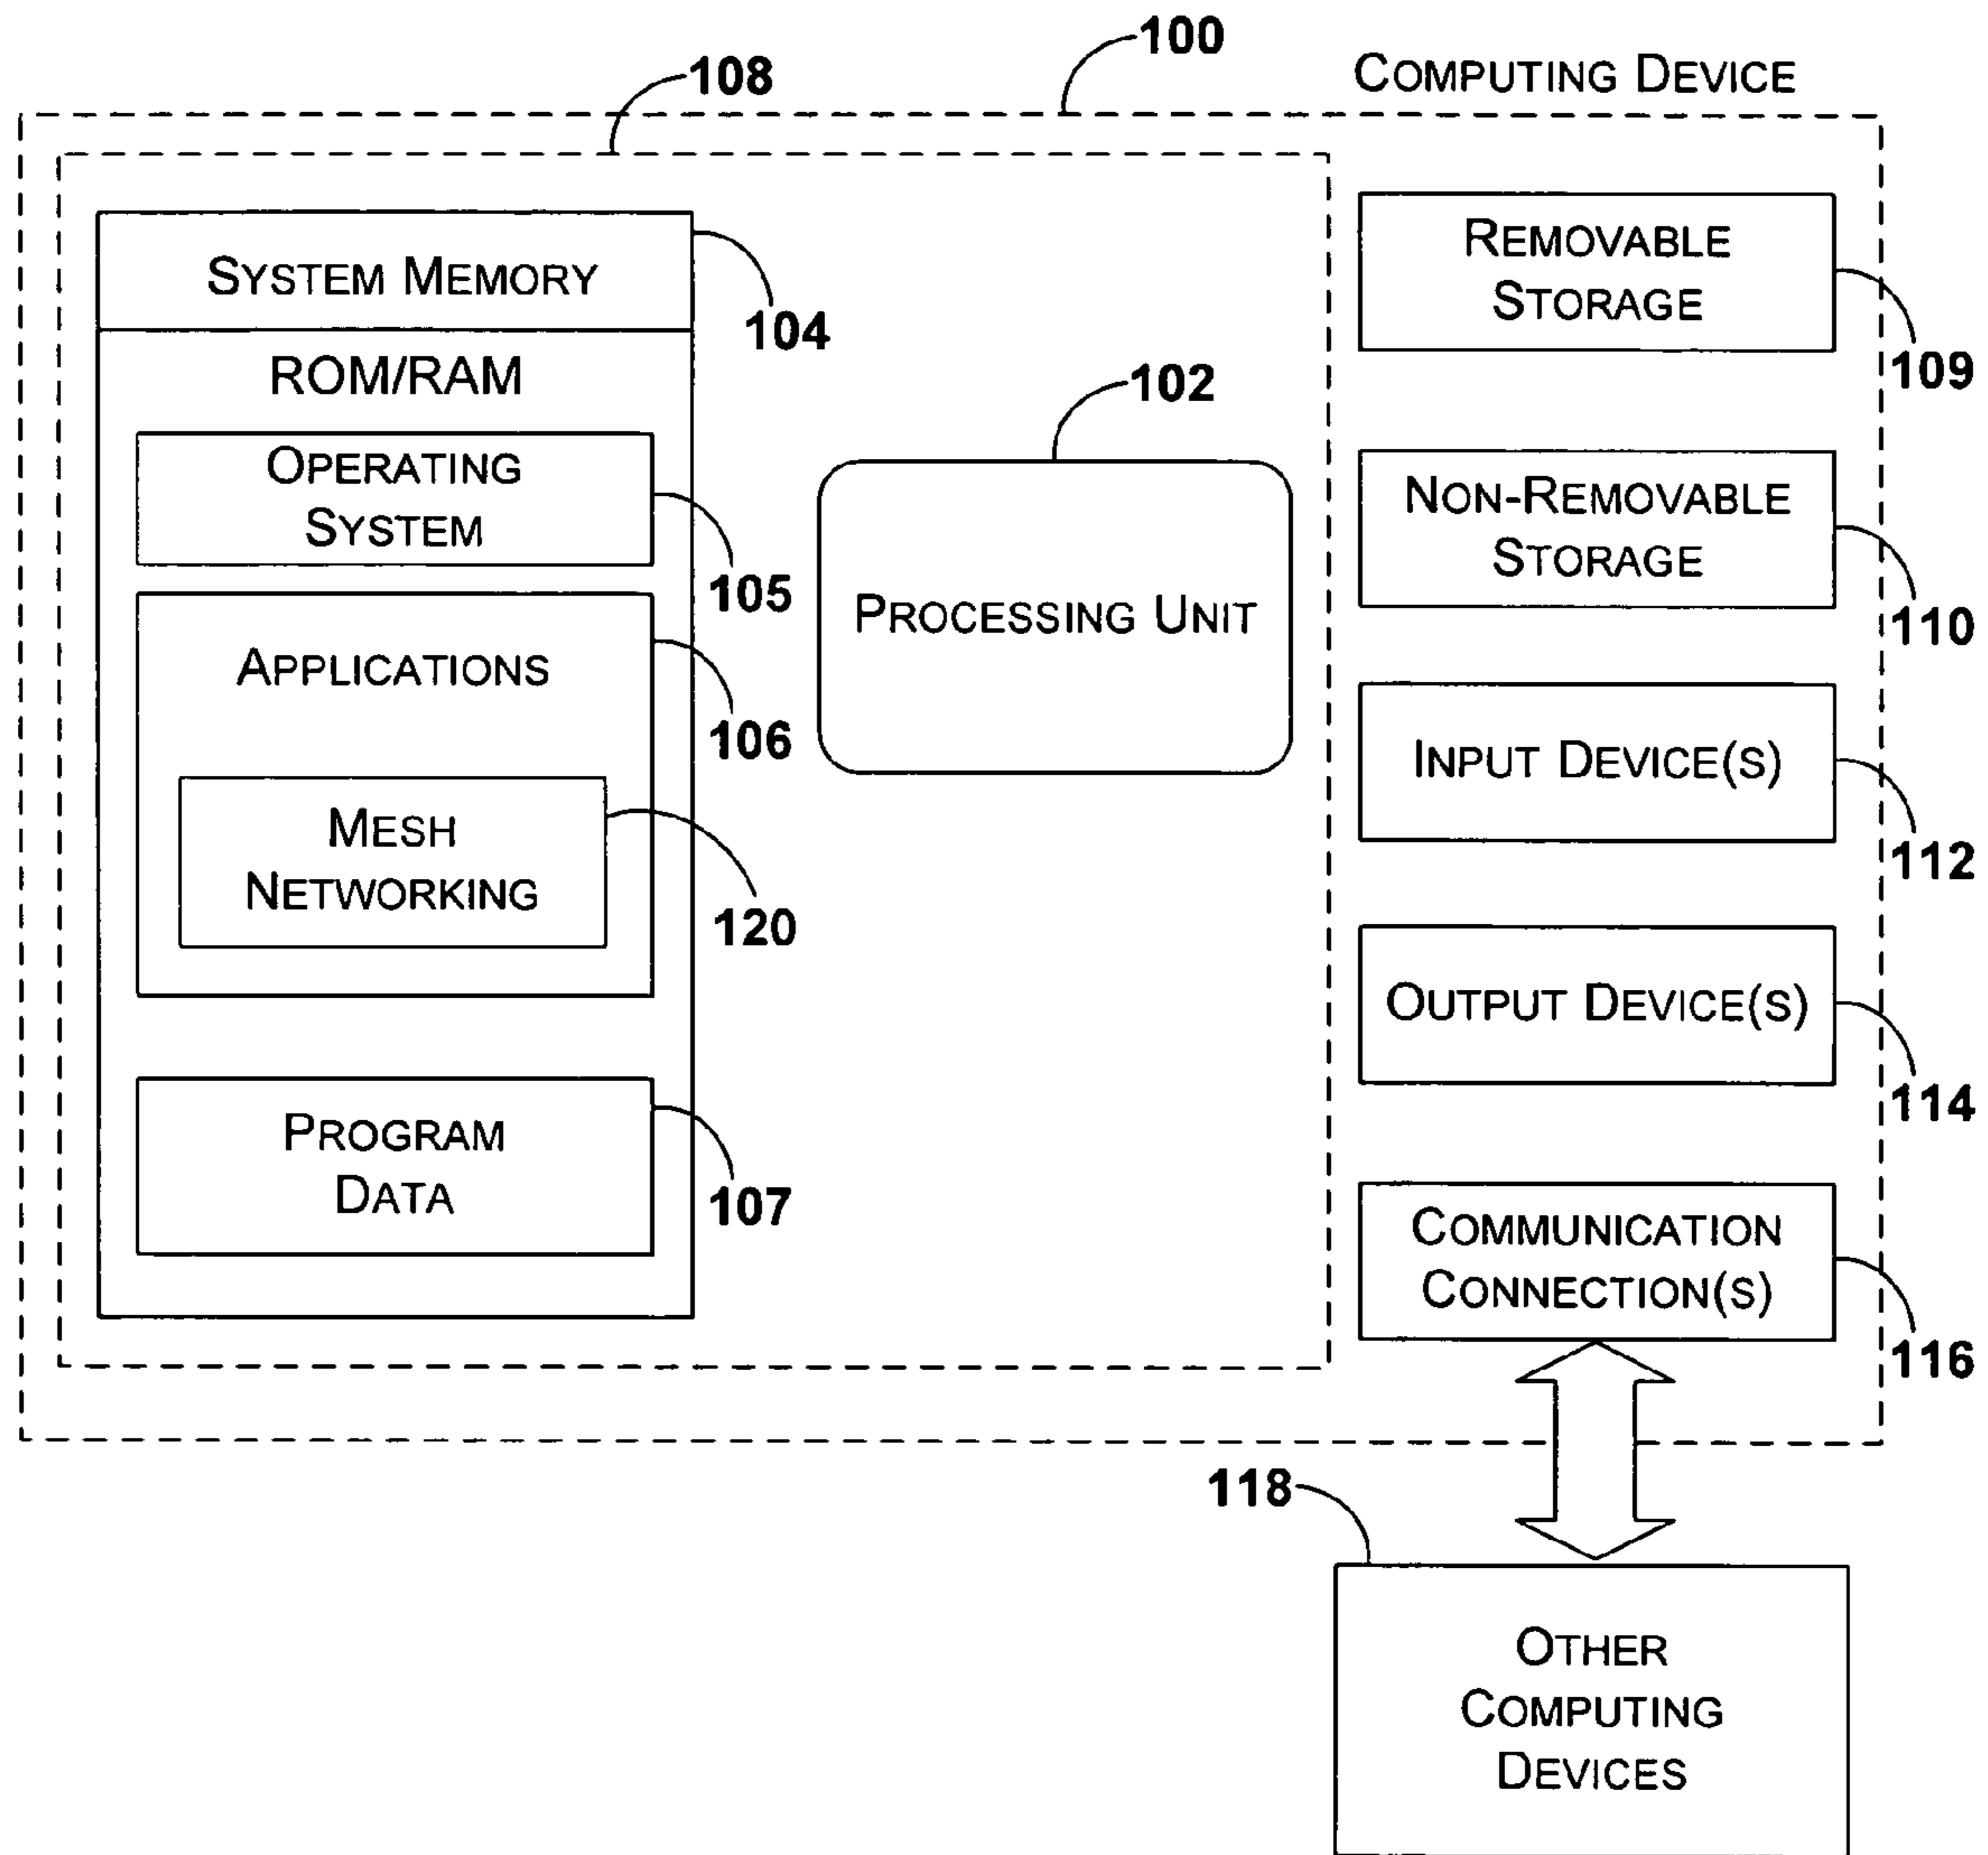 100
COMPUTING DEVICE
108
SYSTEM MEMORY
104
ROM/RAM
OPERATING
SYSTEM
105
APPLICATIONS
106
MESH
NETWORKING
120
PROGRAM
DATA
107
102
PROCESSING UNIT
REMOVABLE
STORAGE
109
NON-REMOVABLE
STORAGE
110
INPUT DEVICE(S)
112
OUTPUT DEVICE(S)
114
COMMUNICATION
CONNECTION(S)
116
118
OTHER
COMPUTING
DEVICES